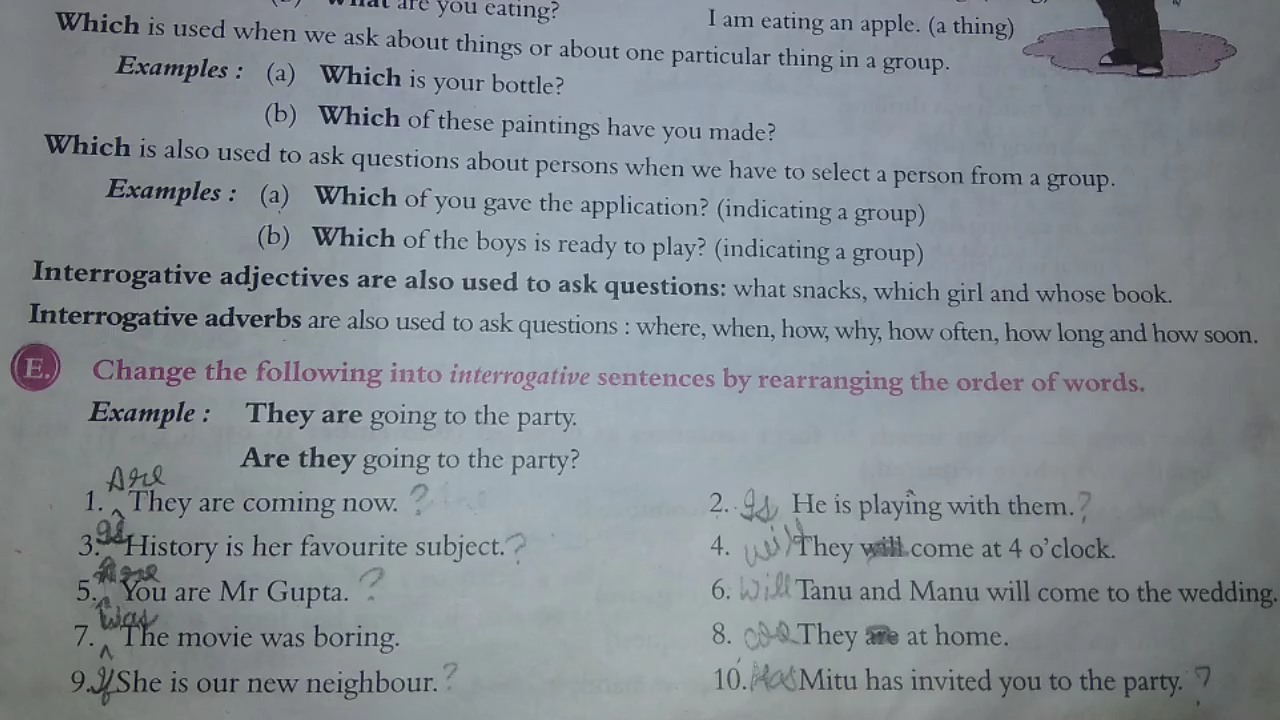 What are you eating? I am eating an apple. (a thing)
Which is used when we ask about things or about one particular thing in a group.
Examples : (a) Which is your bottle?
(b) Which of these paintings have you made?
Which is also used to ask questions about persons when we have to select a person from a group.
Examples : (a) Which of you gave the application? (indicating a group)
(b) Which of the boys is ready to play? (indicating a group)
Interrogative adjectives are also used to ask questions: what snacks, which girl and whose book.
Interrogative adverbs are also used to ask questions : where, when, how, why, how often, how long and how soon.
E. Change the following into interrogative sentences by rearranging the order of words.
Example : They are going to the party.
Are they going to the party?
Are
1. They are coming now. ? 2. Is He is playing with them. ?
3. Is History is her favourite subject. ? 4. will They will come at 4 o'clock.
Are
5. You are Mr Gupta. ? 6. Will Tanu and Manu will come to the wedding.
was
7. The movie was boring. 8. They are at home.
9. She is our new neighbour. ? 10. Has Mitu has invited you to the party. ?